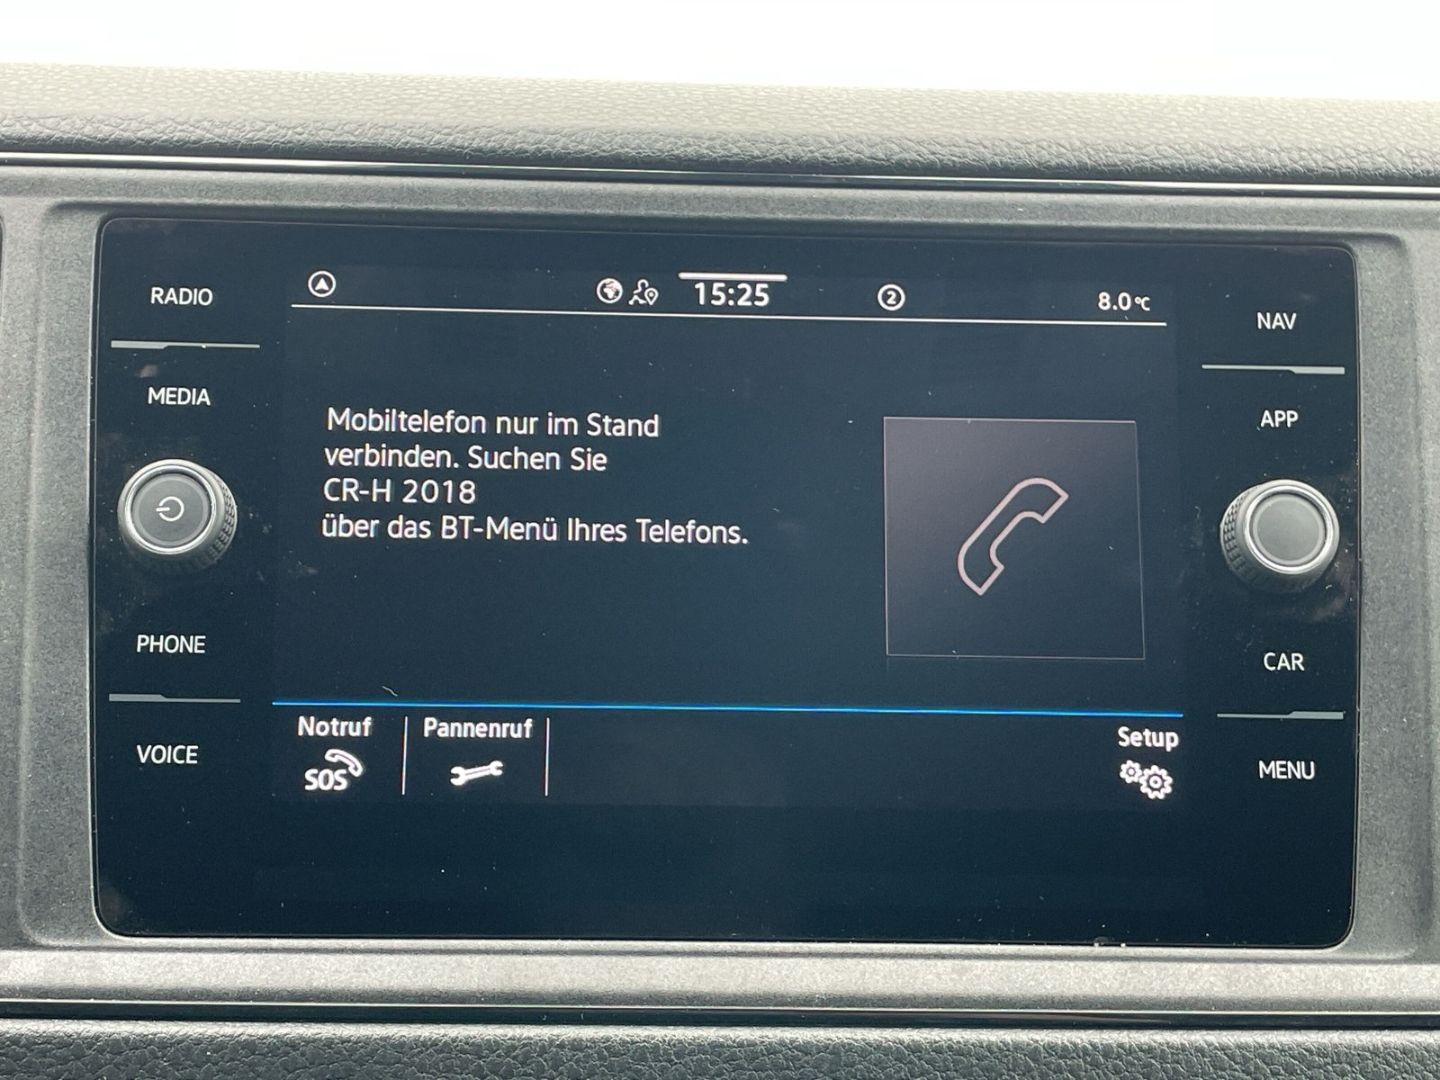 RADIO
MEDIA
PHONE
VOICE
15:25
2
8.0°C
Mobiltelefon nur im Stand
verbinden. Suchen Sie
CR-H 2018
über das BT-Menü Ihres Telefons.
Notruf
SOS
Pannenruf
Setup
NAV
APP
CAR
MENU